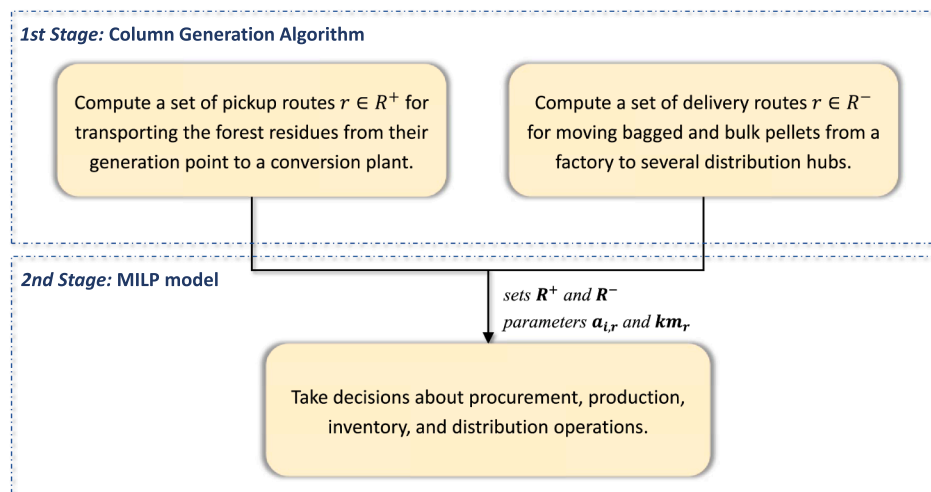 1st Stage: Column Generation Algorithm
Compute a set of pickup routes r ∈ R⁺ for
transporting the forest residues from their
generation point to a conversion plant.
Compute a set of delivery routes r ∈ R⁻
for moving bagged and bulk pellets from a
factory to several distribution hubs.
2nd Stage: MILP model
sets R⁺ and R⁻
parameters a_{i,r} and km_r
Take decisions about procurement, production,
inventory, and distribution operations.